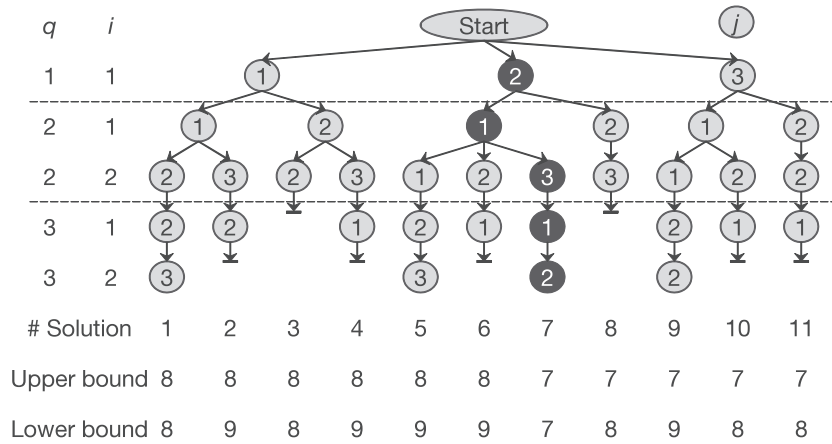 q i Start j
1 1 1 2 3
2 1 1 2 1 2 1 2
2 2 2 3 2 3 1 2 3 3 1 2 2
3 1 2 2 1 2 1 1 2 1 1
3 2 3 3 2 2
# Solution 1 2 3 4 5 6 7 8 9 10 11
Upper bound 8 8 8 8 8 8 7 7 7 7 7
Lower bound 8 9 8 9 9 9 7 8 9 8 8